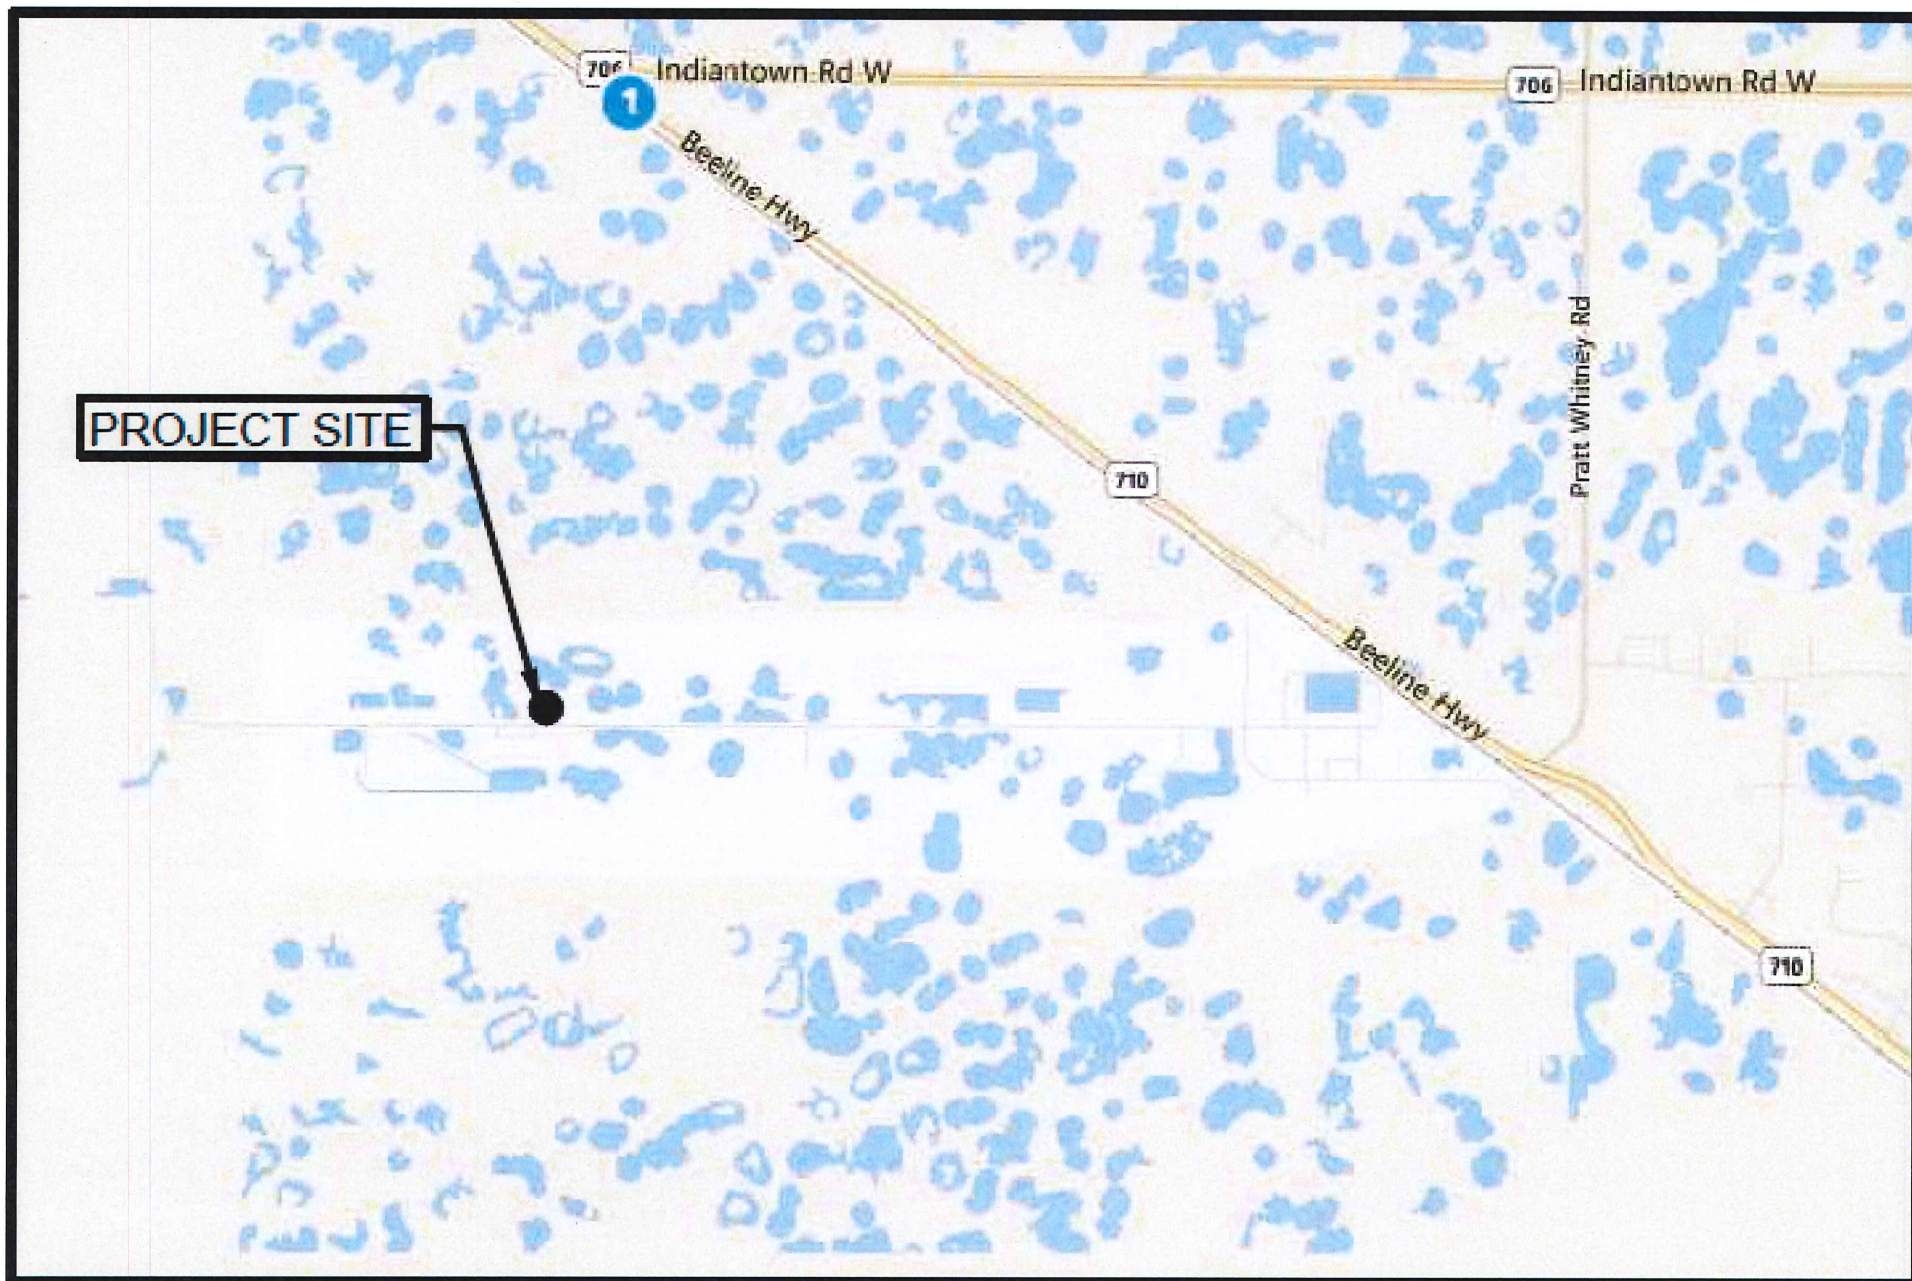 706 Indiantown Rd W
706 Indiantown Rd W
1
Beeline Hwy
Pratt Whitney Rd
PROJECT SITE
710
Beeline Hwy
710